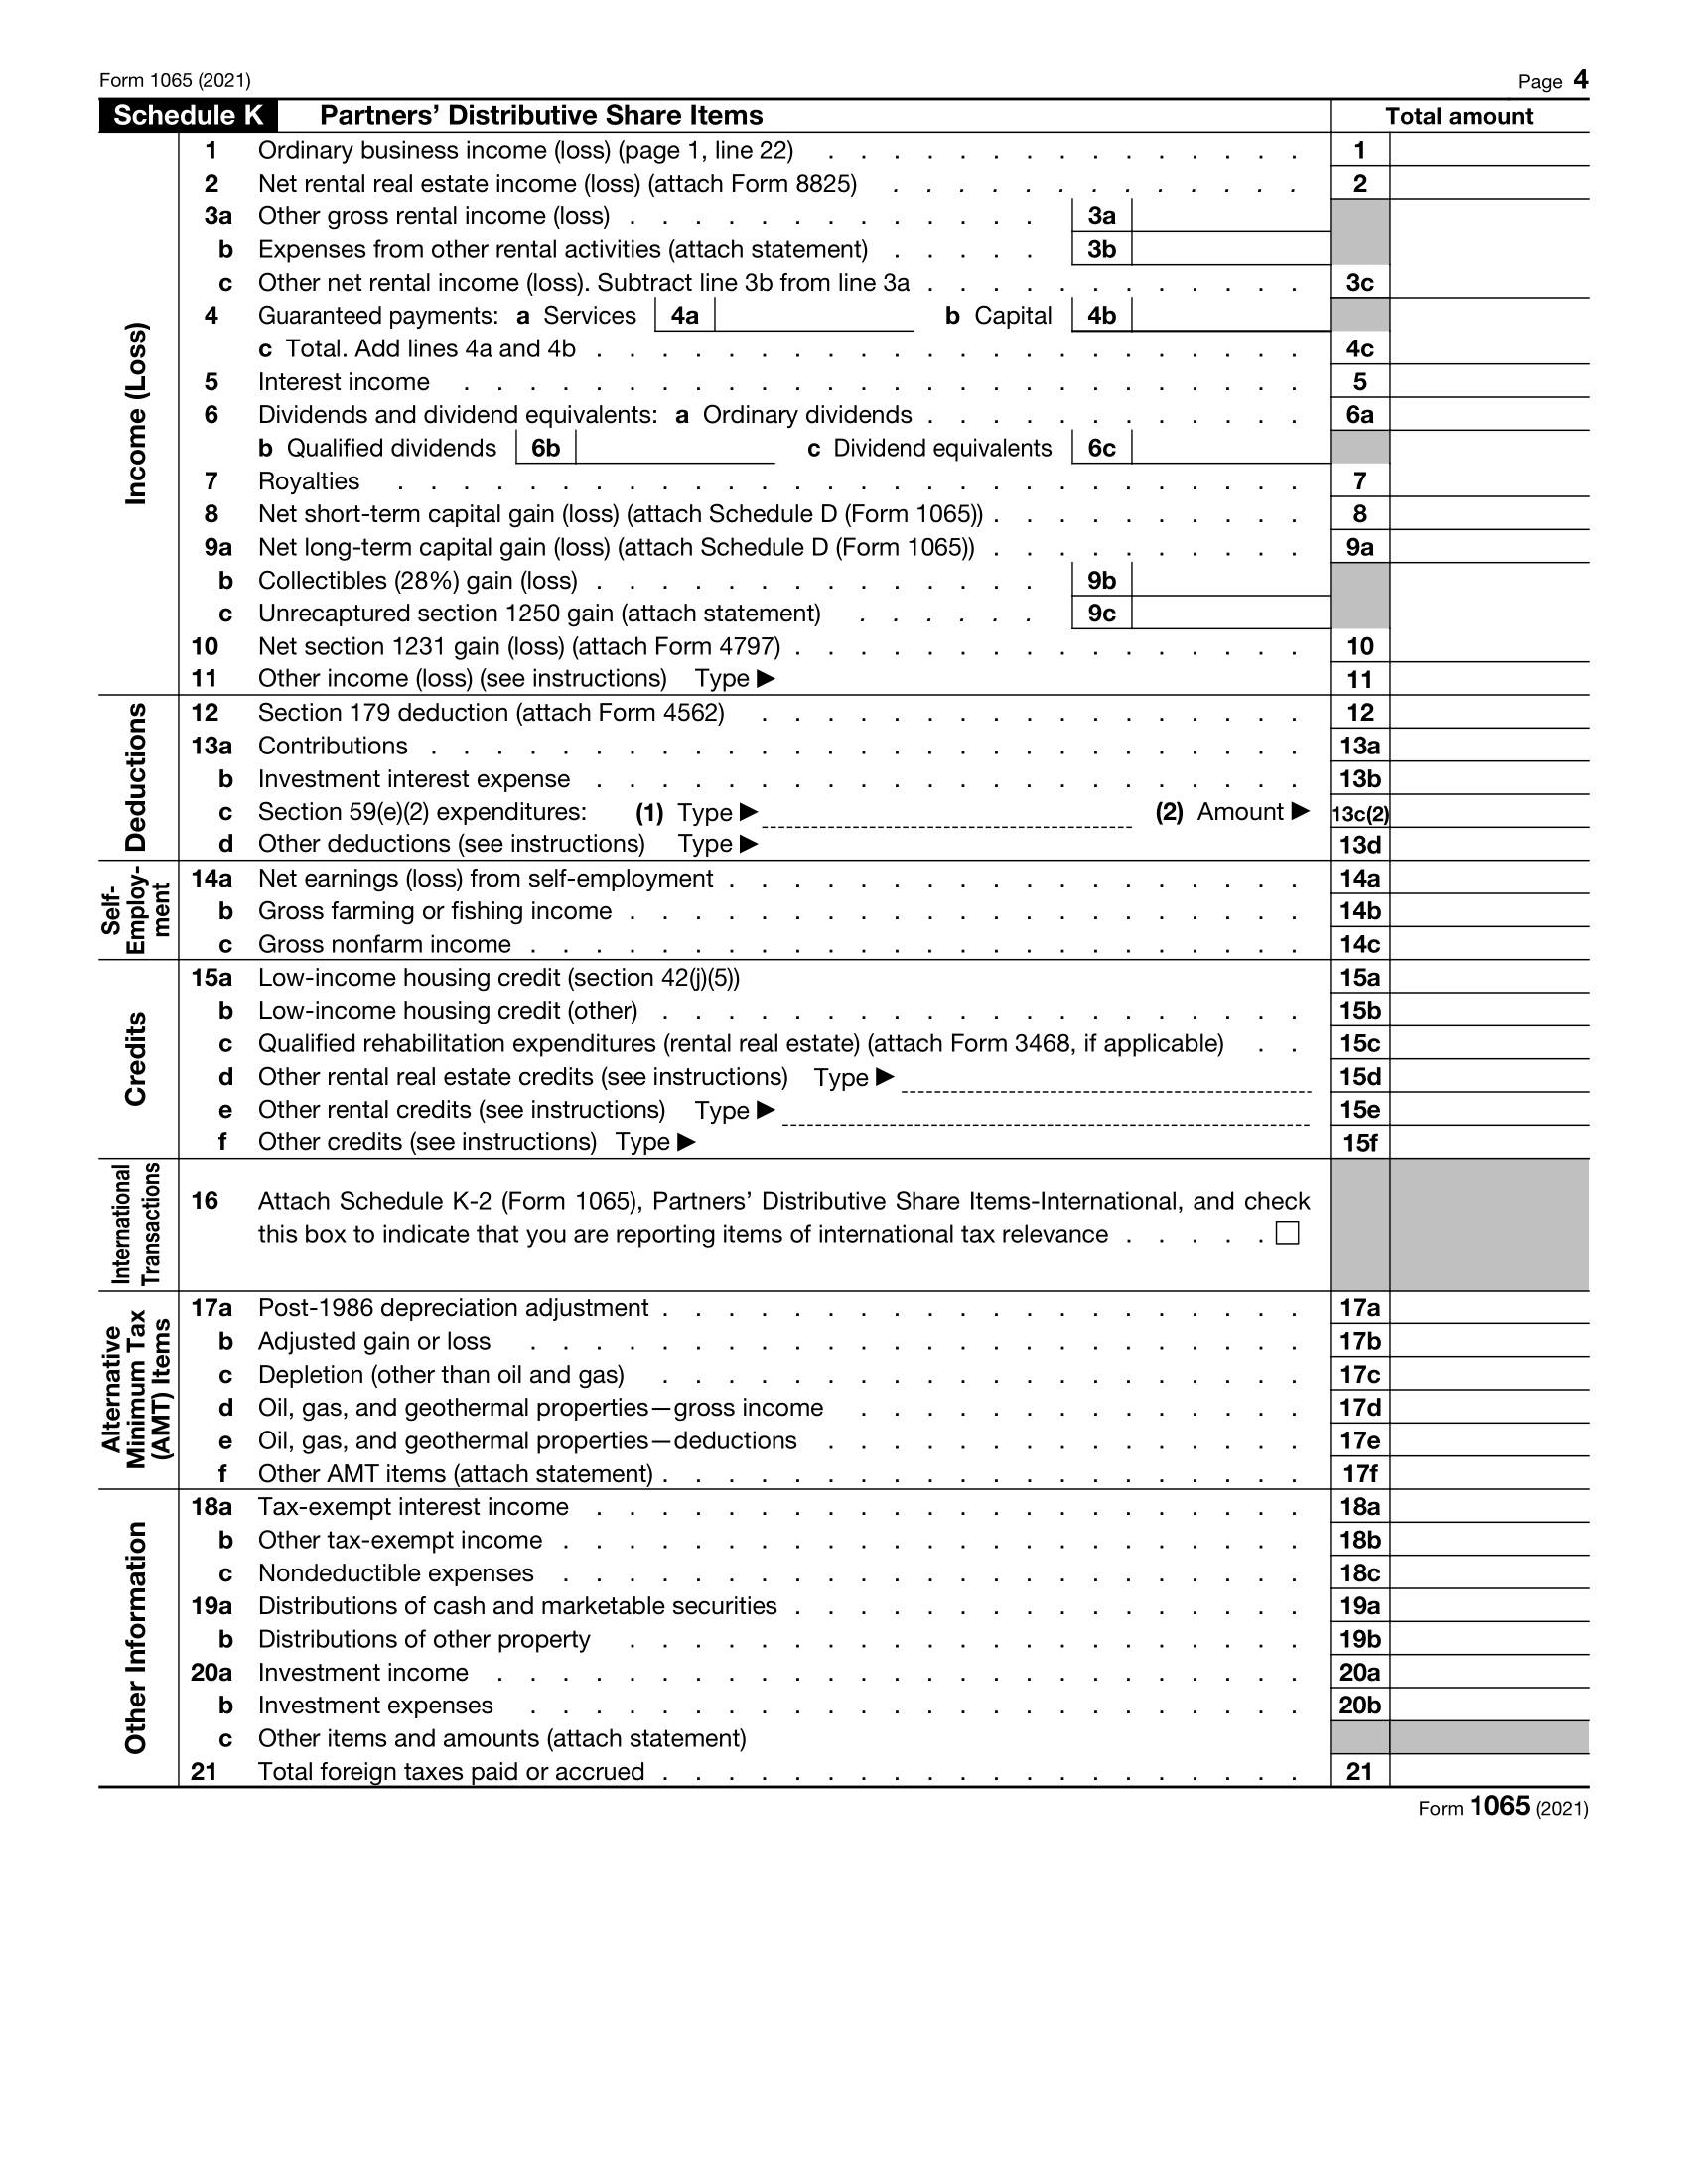 Form 1065 (2021) Page 4
Schedule K Partners’ Distributive Share Items Total amount
Income (Loss)
1 Ordinary business income (loss) (page 1, line 22) . . . . . . . . . . . . . . . 1
2 Net rental real estate income (loss) (attach Form 8825) . . . . . . . . . . . . . 2
3a Other gross rental income (loss) . . . . . . . . . . . . . 3a
b Expenses from other rental activities (attach statement) . . . . . 3b
c Other net rental income (loss). Subtract line 3b from line 3a . . . . . . . . . . . . 3c
4 Guaranteed payments: a Services 4a b Capital 4b
c Total. Add lines 4a and 4b . . . . . . . . . . . . . . . . . . . . . . 4c
5 Interest income . . . . . . . . . . . . . . . . . . . . . . . . . . 5
6 Dividends and dividend equivalents: a Ordinary dividends . . . . . . . . . . . . 6a
b Qualified dividends 6b c Dividend equivalents 6c
7 Royalties . . . . . . . . . . . . . . . . . . . . . . . . . . . . 7
8 Net short-term capital gain (loss) (attach Schedule D (Form 1065)) . . . . . . . . . . 8
9a Net long-term capital gain (loss) (attach Schedule D (Form 1065)) . . . . . . . . . . 9a
b Collectibles (28%) gain (loss) . . . . . . . . . . . . . . 9b
c Unrecaptured section 1250 gain (attach statement) . . . . . . 9c
10 Net section 1231 gain (loss) (attach Form 4797) . . . . . . . . . . . . . . . . 10
11 Other income (loss) (see instructions) Type ▶ 11
Deductions
12 Section 179 deduction (attach Form 4562) . . . . . . . . . . . . . . . . . 12
13a Contributions . . . . . . . . . . . . . . . . . . . . . . . . . . . 13a
b Investment interest expense . . . . . . . . . . . . . . . . . . . . . . 13b
c Section 59(e)(2) expenditures: (1) Type ▶ (2) Amount ▶ 13c(2)
d Other deductions (see instructions) Type ▶ 13d
Self-
Employ-
ment
14a Net earnings (loss) from self-employment . . . . . . . . . . . . . . . . . . 14a
b Gross farming or fishing income . . . . . . . . . . . . . . . . . . . . . 14b
c Gross nonfarm income . . . . . . . . . . . . . . . . . . . . . . . . 14c
Credits
15a Low-income housing credit (section 42(j)(5)) 15a
b Low-income housing credit (other) . . . . . . . . . . . . . . . . . . . . 15b
c Qualified rehabilitation expenditures (rental real estate) (attach Form 3468, if applicable) . . 15c
d Other rental real estate credits (see instructions) Type ▶ 15d
e Other rental credits (see instructions) Type ▶ 15e
f Other credits (see instructions) Type ▶ 15f
International
Transactions
16 Attach Schedule K-2 (Form 1065), Partners’ Distributive Share Items-International, and check
this box to indicate that you are reporting items of international tax relevance . . . . .
Alternative
Minimum Tax
(AMT) Items
17a Post-1986 depreciation adjustment . . . . . . . . . . . . . . . . . . . . 17a
b Adjusted gain or loss . . . . . . . . . . . . . . . . . . . . . . . . 17b
c Depletion (other than oil and gas) . . . . . . . . . . . . . . . . . . . . 17c
d Oil, gas, and geothermal properties—gross income . . . . . . . . . . . . . . 17d
e Oil, gas, and geothermal properties—deductions . . . . . . . . . . . . . . . 17e
f Other AMT items (attach statement) . . . . . . . . . . . . . . . . . . . . 17f
Other Information
18a Tax-exempt interest income . . . . . . . . . . . . . . . . . . . . . . 18a
b Other tax-exempt income . . . . . . . . . . . . . . . . . . . . . . . 18b
c Nondeductible expenses . . . . . . . . . . . . . . . . . . . . . . . 18c
19a Distributions of cash and marketable securities . . . . . . . . . . . . . . . . 19a
b Distributions of other property . . . . . . . . . . . . . . . . . . . . . 19b
20a Investment income . . . . . . . . . . . . . . . . . . . . . . . . . 20a
b Investment expenses . . . . . . . . . . . . . . . . . . . . . . . . 20b
c Other items and amounts (attach statement)
21 Total foreign taxes paid or accrued . . . . . . . . . . . . . . . . . . . . 21
Form 1065 (2021)